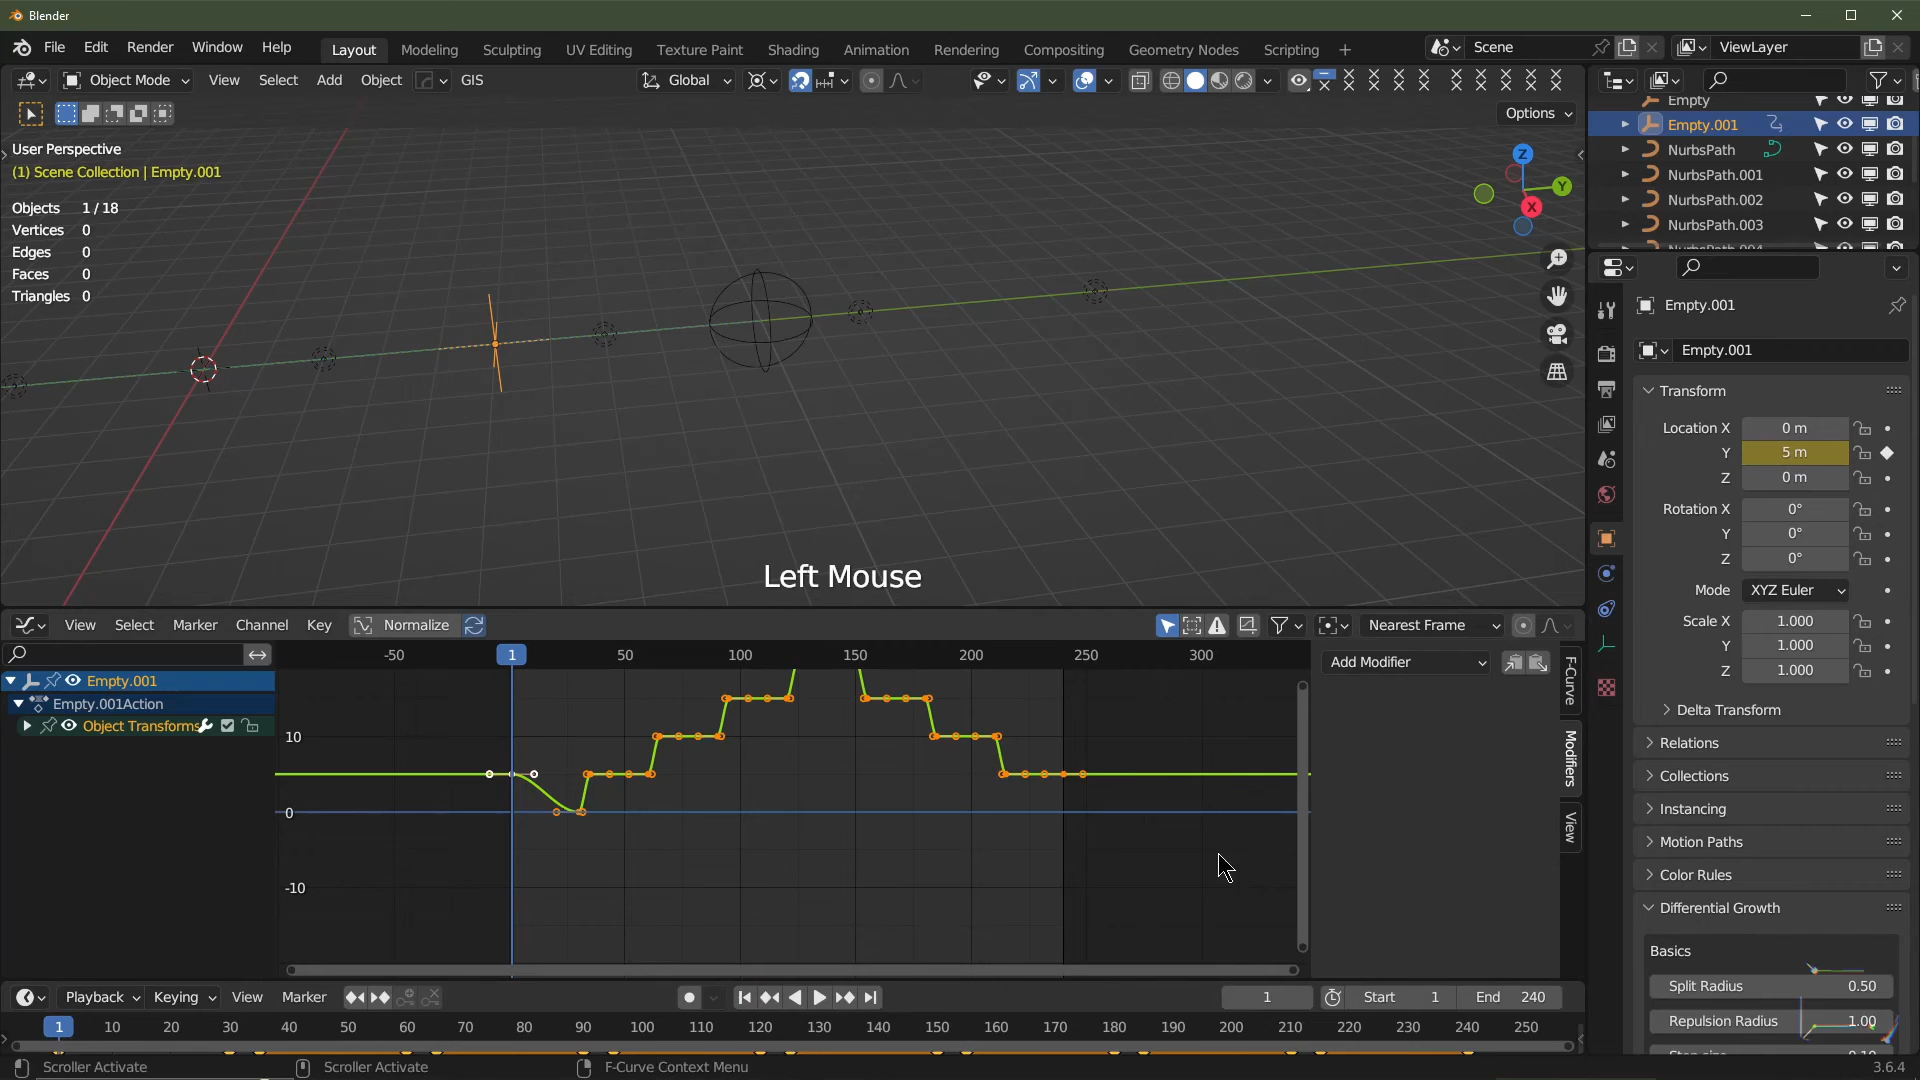 Blender
File Edit Render Window Help Layout Modeling Sculpting UV Editing Texture Paint Shading Animation Rendering Compositing Geometry Nodes Scripting + Scene ViewLayer
Object Mode View Select Add Object GIS Global
Options
User Perspective
(1) Scene Collection | Empty.001
Objects 1 / 18
Vertices 0
Edges 0
Faces 0
Triangles 0
Z
Y
X
Left Mouse
Empty
Empty.001
NurbsPath
NurbsPath.001
NurbsPath.002
NurbsPath.003
Empty.001
Empty.001
Transform
Location X 0 m
Y 5 m
Z 0 m
Rotation X 0°
Y 0°
Z 0°
Mode XYZ Euler
Scale X 1.000
Y 1.000
Z 1.000
Delta Transform
Relations
Collections
Instancing
Motion Paths
Color Rules
Differential Growth
Basics
Split Radius 0.50
Repulsion Radius 1.00
View Select Marker Channel Key Normalize Nearest Frame
-50 1 50 100 150 200 250 300
Empty.001
Empty.001Action
Object Transforms
10
0
-10
Add Modifier
F-Curve
Modifiers
View
Playback Keying View Marker 1 Start 1 End 240
1 10 20 30 40 50 60 70 80 90 100 110 120 130 140 150 160 170 180 190 200 210 220 230 240 250
Scroller Activate Scroller Activate F-Curve Context Menu 3.6.4